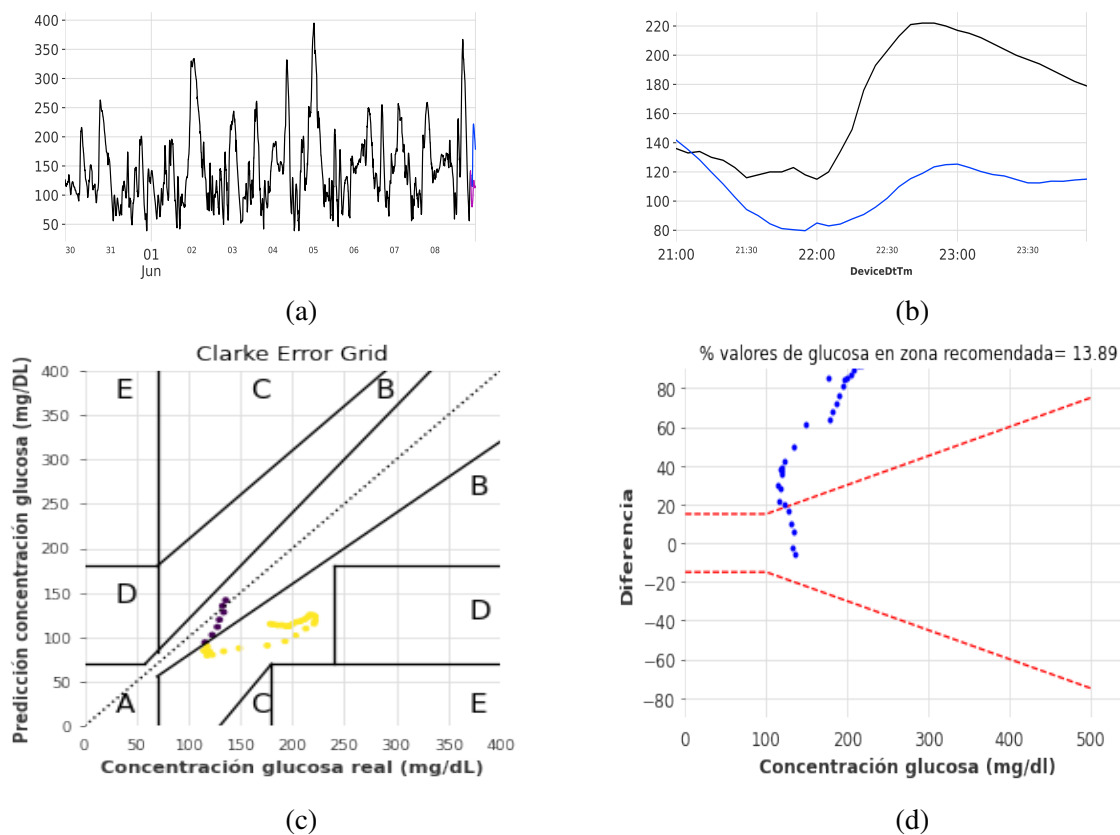 400
350
300
250
200
150
100
50
30 31 01 02 03 04 05 06 07 08
Jun
(a)
220
200
180
160
140
120
100
80
21:00 21:30 22:00 22:30 23:00 23:30
DeviceDtTm
(b)
Clarke Error Grid
Predicción concentración glucosa (mg/DL)
400
350
300
250
200
150
100
50
0
E C B
B
D D
A C E
0 50 100 150 200 250 300 350 400
Concentración glucosa real (mg/dL)
(c)
% valores de glucosa en zona recomendada= 13.89
Diferencia
80
60
40
20
0
−20
−40
−60
−80
0 100 200 300 400 500
Concentración glucosa (mg/dl)
(d)